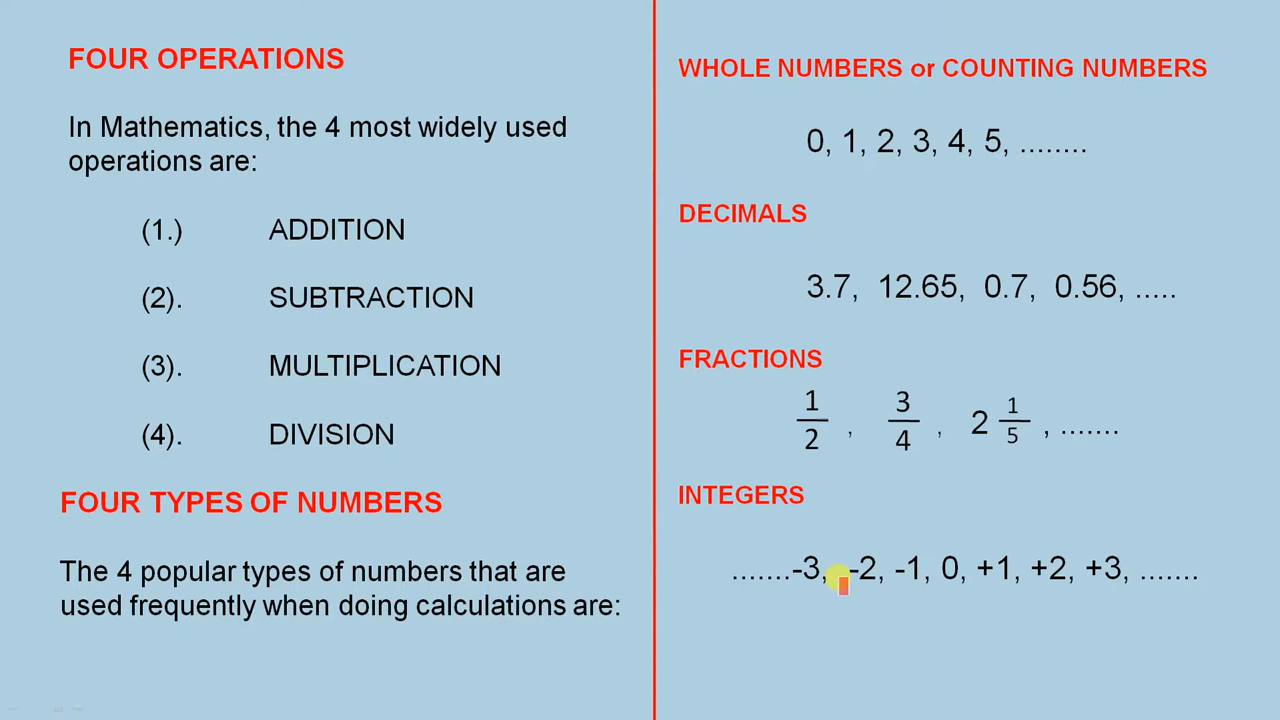 FOUR OPERATIONS
In Mathematics, the 4 most widely used
operations are:
(1.) ADDITION
(2). SUBTRACTION
(3). MULTIPLICATION
(4). DIVISION
FOUR TYPES OF NUMBERS
The 4 popular types of numbers that are
used frequently when doing calculations are:
WHOLE NUMBERS or COUNTING NUMBERS
0, 1, 2, 3, 4, 5, ........
DECIMALS
3.7, 12.65, 0.7, 0.56, .....
FRACTIONS
1/2 , 3/4 , 2 1/5 , .......
INTEGERS
.......-3, -2, -1, 0, +1, +2, +3, .......